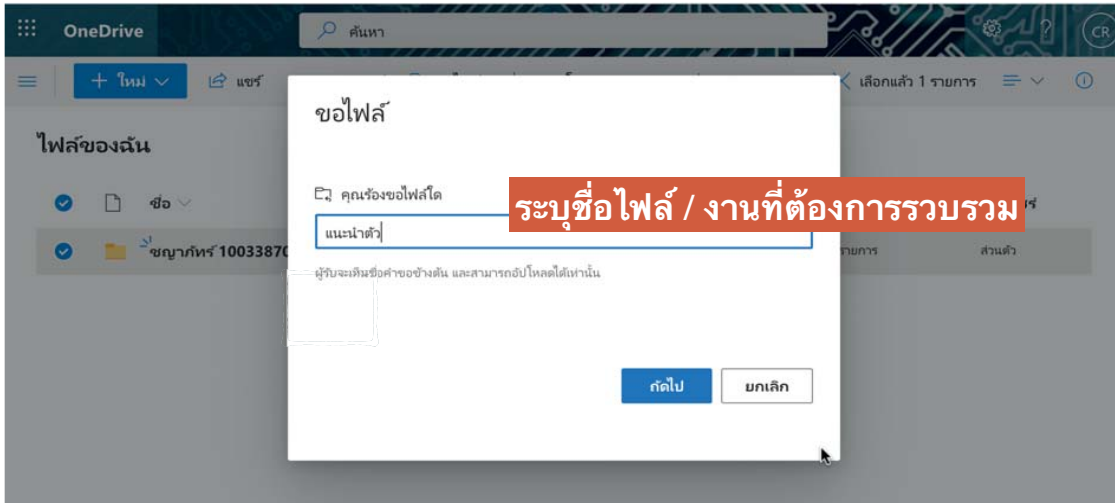 OneDrive
ค้นหา
?
CR
+ ใหม่
แชร์
เลือกแล้ว 1 รายการ
ขอไฟล์
ไฟล์ของฉัน
ชื่อ
คุณร้องขอไฟล์ใด
ระบุชื่อไฟล์ / งานที่ต้องการรวบรวม
แนะนำตัว
ชญาภัทร์ 10033870
รายการ
ส่วนตัว
ผู้รับจะเห็นชื่อคำขอข้างต้น และสามารถอัปโหลดได้เท่านั้น
ถัดไป
ยกเลิก